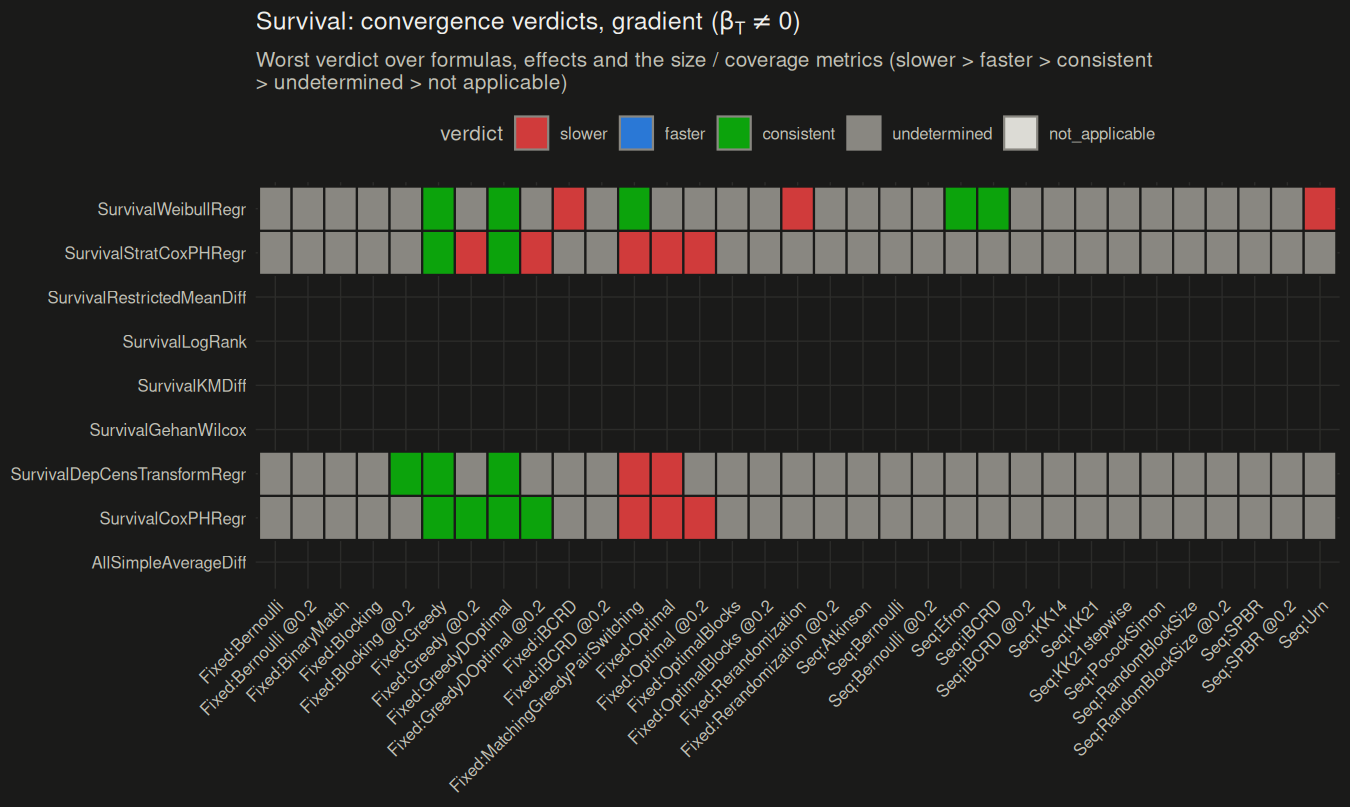 Survival: convergence verdicts, gradient (βT ≠ 0)
Worst verdict over formulas, effects and the size / coverage metrics (slower > faster > consistent
> undetermined > not applicable)
verdict slower faster consistent undetermined not_applicable
SurvivalWeibullRegr
SurvivalStratCoxPHRegr
SurvivalRestrictedMeanDiff
SurvivalLogRank
SurvivalKMDiff
SurvivalGehanWilcox
SurvivalDepCensTransformRegr
SurvivalCoxPHRegr
AllSimpleAverageDiff
Fixed:Bernoulli
Fixed:Bernoulli @0.2
Fixed:BinaryMatch
Fixed:Blocking
Fixed:Blocking @0.2
Fixed:Greedy
Fixed:Greedy @0.2
Fixed:GreedyDOptimal
Fixed:GreedyDOptimal @0.2
Fixed:iBCRD
Fixed:iBCRD @0.2
Fixed:MatchingGreedyPairSwitching
Fixed:Optimal
Fixed:Optimal @0.2
Fixed:OptimalBlocks
Fixed:OptimalBlocks @0.2
Fixed:Rerandomization
Fixed:Rerandomization @0.2
Seq:Atkinson
Seq:Bernoulli
Seq:Bernoulli @0.2
Seq:Efron
Seq:iBCRD
Seq:iBCRD @0.2
Seq:KK14
Seq:KK21
Seq:KK21stepwise
Seq:PocockSimon
Seq:RandomBlockSize
Seq:RandomBlockSize @0.2
Seq:SPBR
Seq:SPBR @0.2
Seq:Urn